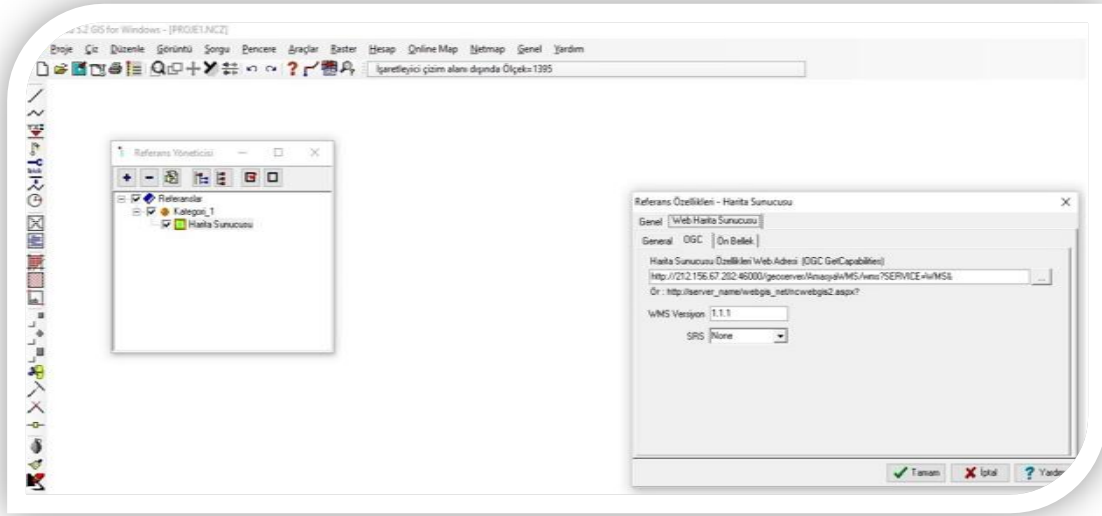 5.2 GIS for Windows - [PROJE1.NCZ]
Proje Çiz Düzenle Görüntü Sorgu Pencere Araçlar Raster Hesap Online Map Netmap Genel Yardım
İşaretleyici çizim alanı dışında Ölçek=1395
Referans Yöneticisi
Referanslar
Kategori_1
Harita Sunucusu
Referans Özellikleri - Harita Sunucusu
Genel Web Harita Sunucusu
General OGC Ön Bellek
Harita Sunucusu Özellikleri Web Adresi (OGC GetCapabilities)
http://212.156.67.202:46000/geoserver/AmasyaWMS/wms?SERVICE=WMS&
...
Ör : http://server_name/webgis_net/ncwebgis2.aspx?
WMS Versiyon 1.1.1
SRS None
Tamam İptal ? Yardım